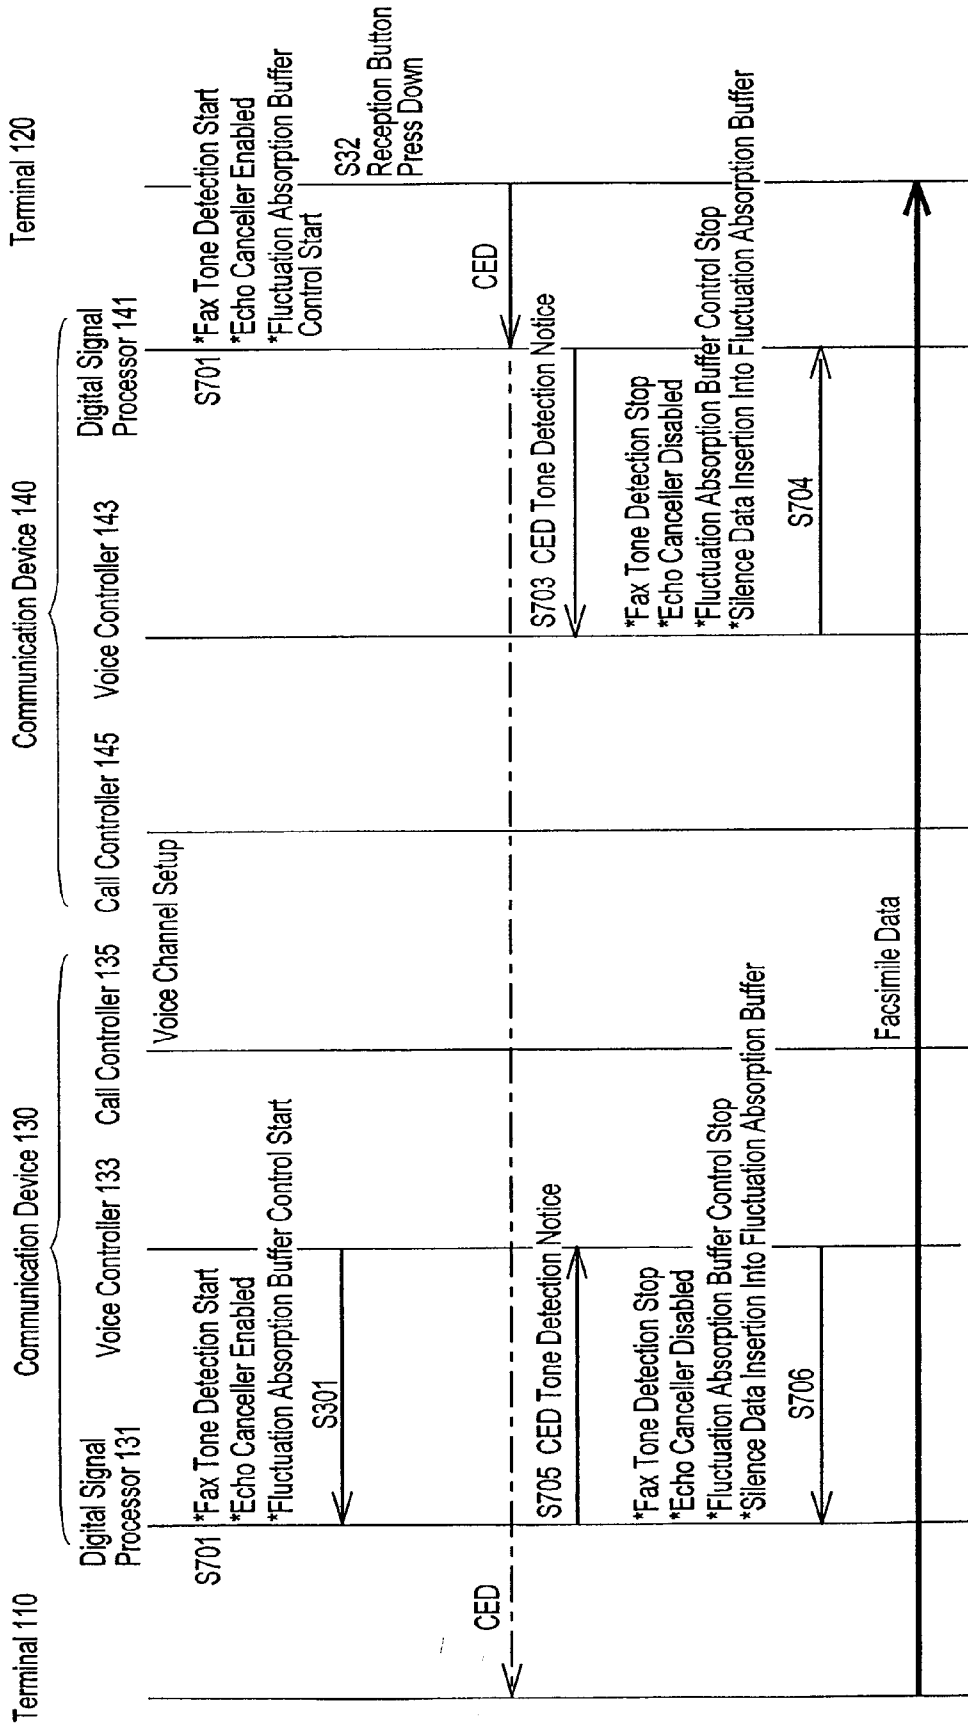 Terminal 110
Communication Device 130
Communication Device 140
Terminal 120
Digital Signal
Processor 131
Voice Controller 133
Call Controller 135
Call Controller 145
Voice Controller 143
Digital Signal
Processor 141
Voice Channel Setup
S701 *Fax Tone Detection Start
*Echo Canceller Enabled
*Fluctuation Absorption Buffer Control Start
S301
S701 *Fax Tone Detection Start
*Echo Canceller Enabled
*Fluctuation Absorption Buffer
Control Start
S32
Reception Button
Press Down
CED
CED
S703 CED Tone Detection Notice
S705 CED Tone Detection Notice
*Fax Tone Detection Stop
*Echo Canceller Disabled
*Fluctuation Absorption Buffer Control Stop
*Silence Data Insertion Into Fluctuation Absorption Buffer
S706
*Fax Tone Detection Stop
*Echo Canceller Disabled
*Fluctuation Absorption Buffer Control Stop
*Silence Data Insertion Into Fluctuation Absorption Buffer
S704
Facsimile Data